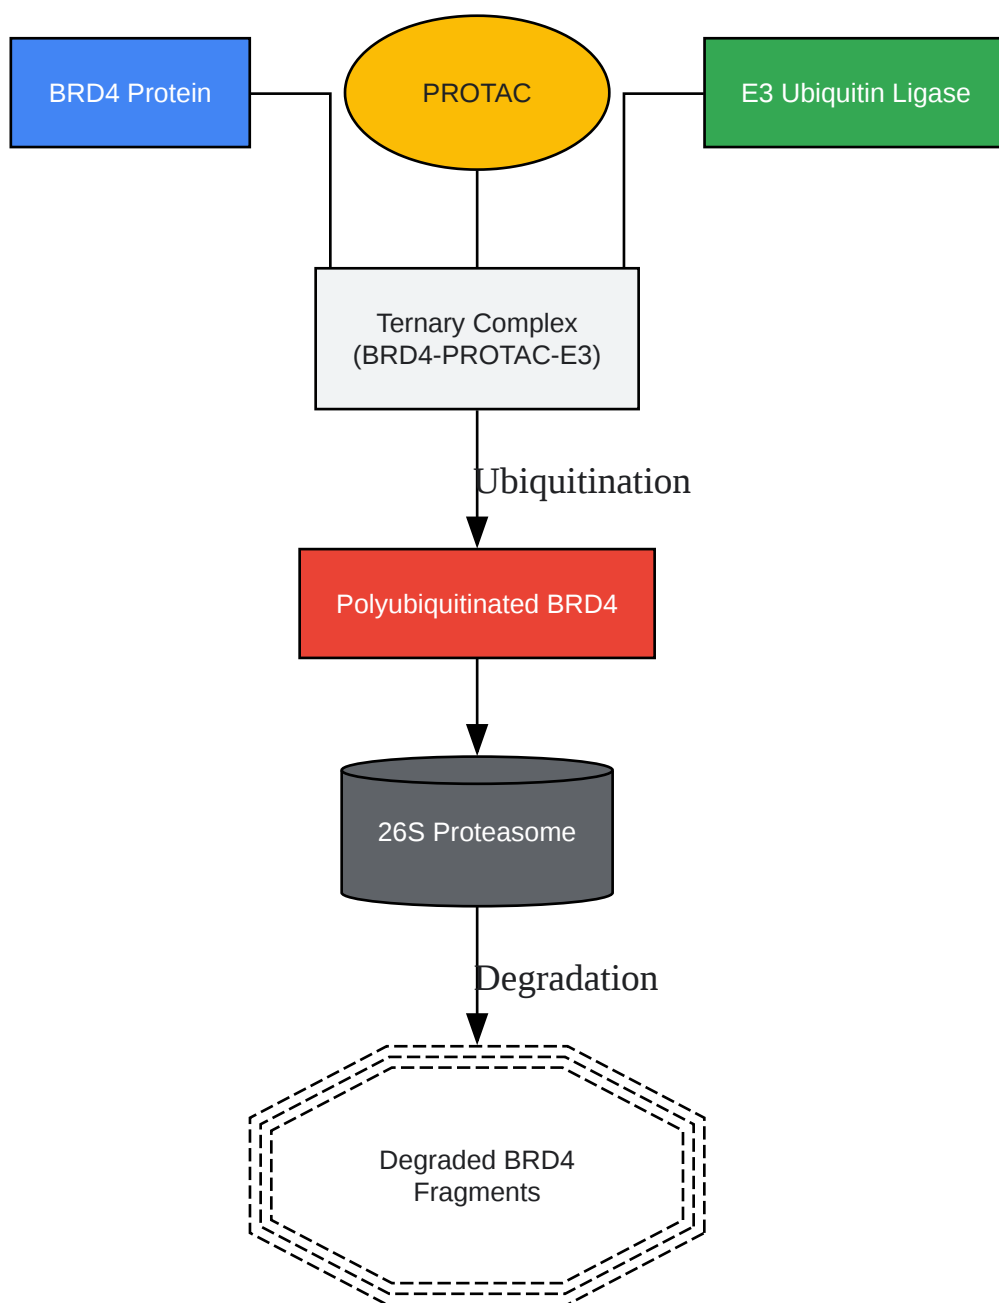 BRD4 Protein
PROTAC
E3 Ubiquitin Ligase
Ternary Complex
(BRD4-PROTAC-E3)
Ubiquitination
Polyubiquitinated BRD4
26S Proteasome
Degradation
Degraded BRD4
Fragments